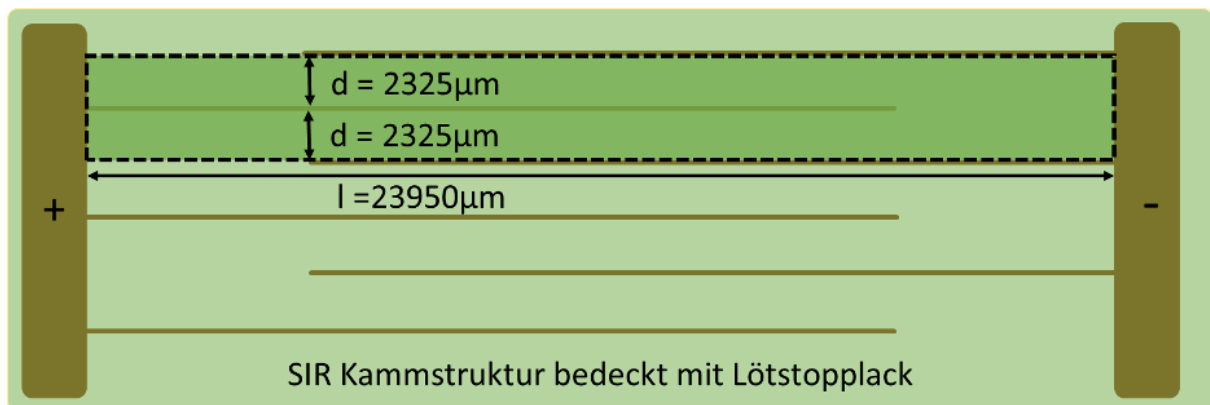 d = 2325µm
d = 2325µm
l =23950µm
+
-
SIR Kammstruktur bedeckt mit Lötstopplack